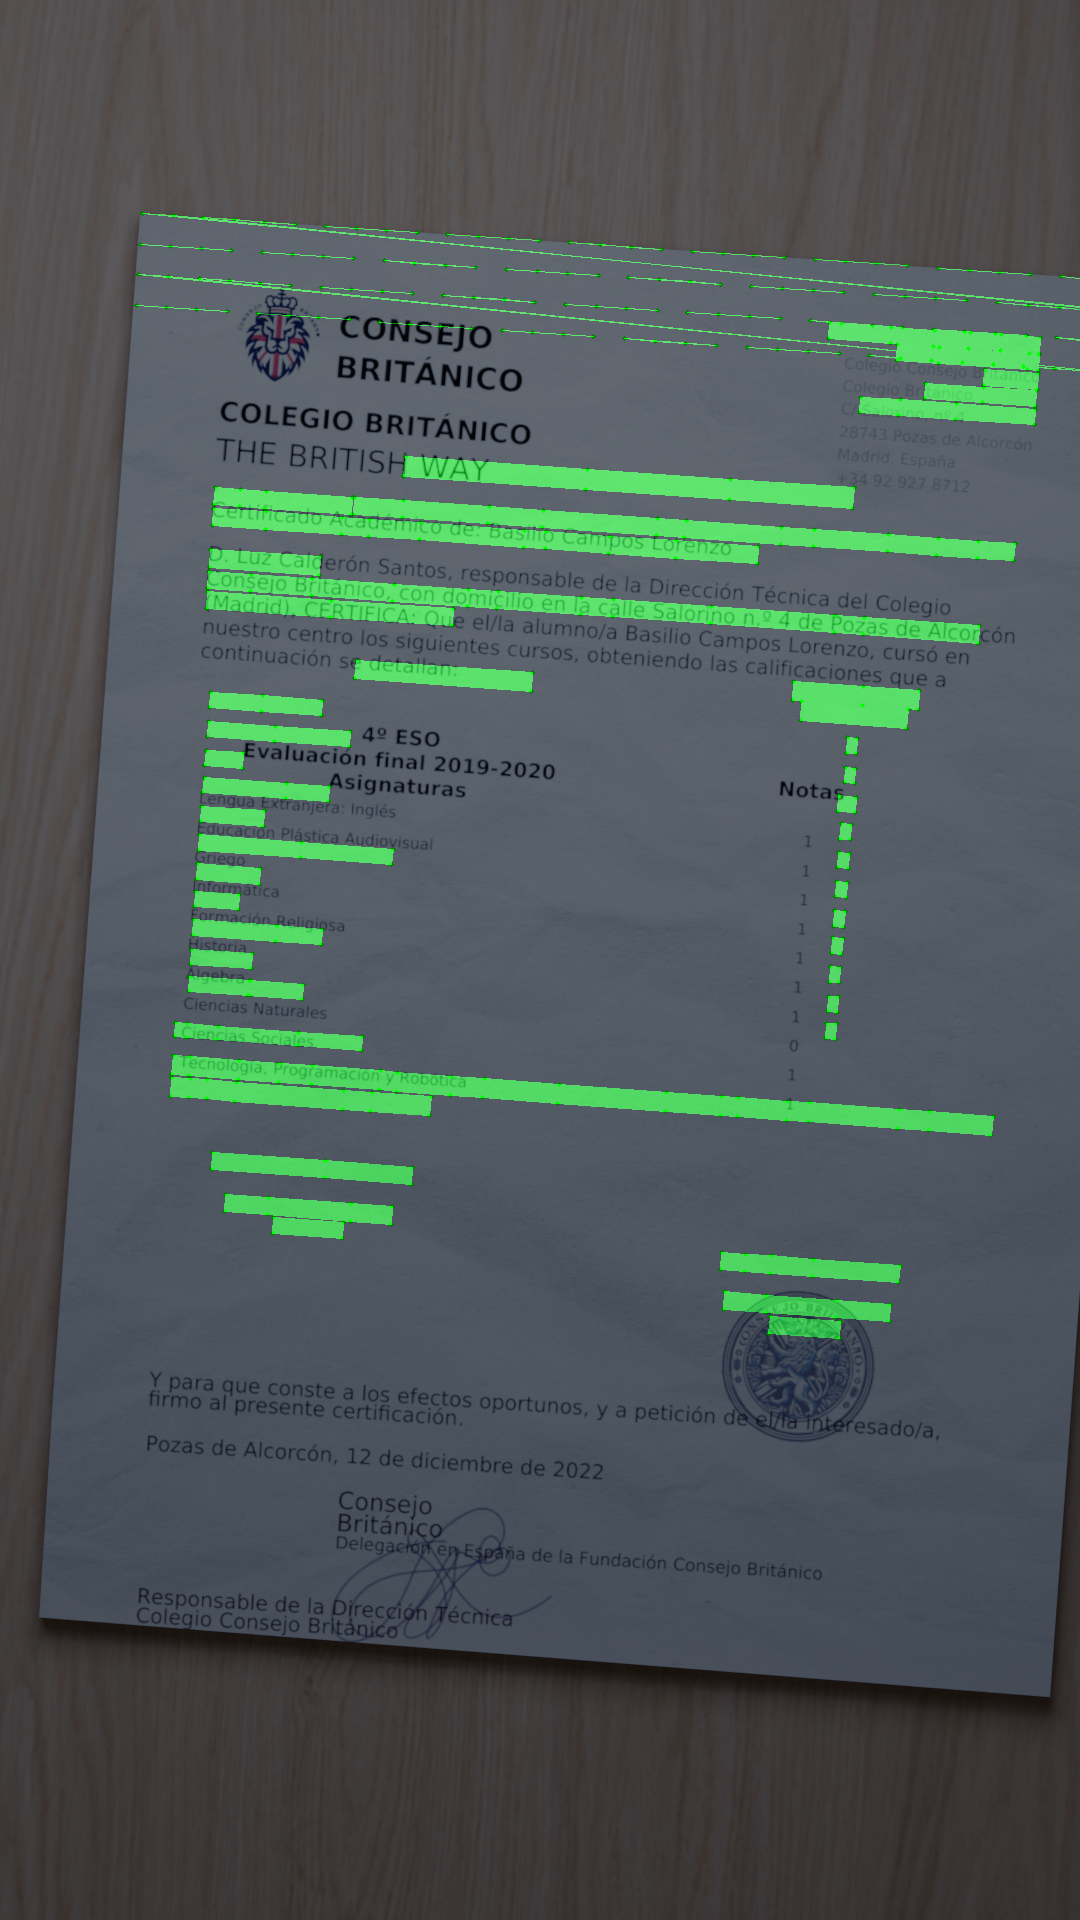 CONSEJO
BRITÁNICO
COLEGIO BRITÁNICO
THE BRITISH WAY
Colegio Consejo Británico
Colegio Británico
C/Salorino, nº 4
28743 Pozas de Alcorcón
Madrid, España
+34 92 927 8712
Certificado Académico de: Basilio Campos Lorenzo
D. Luz Calderón Santos, responsable de la Dirección Técnica del Colegio
Consejo Británico, con domicilio en la calle Salorino n.º 4 de Pozas de Alcorcón
(Madrid), CERTIFICA: Que el/la alumno/a Basilio Campos Lorenzo, cursó en
nuestro centro los siguientes cursos, obteniendo las calificaciones que a
continuación se detallan:
4º ESO
Evaluación final 2019-2020
Asignaturas Notas
Lengua Extranjera: Inglés 1
Educación Plástica Audiovisual 1
Griego 1
Informática 1
Formación Religiosa 1
Historia 1
Álgebra 1
Ciencias Naturales 0
Ciencias Sociales 1
Tecnología, Programación y Robótica 1
Y para que conste a los efectos oportunos, y a petición de el/la interesado/a,
firmo al presente certificación.
Pozas de Alcorcón, 12 de diciembre de 2022
Consejo
Británico
Delegación en España de la Fundación Consejo Británico
Responsable de la Dirección Técnica
Colegio Consejo Británico